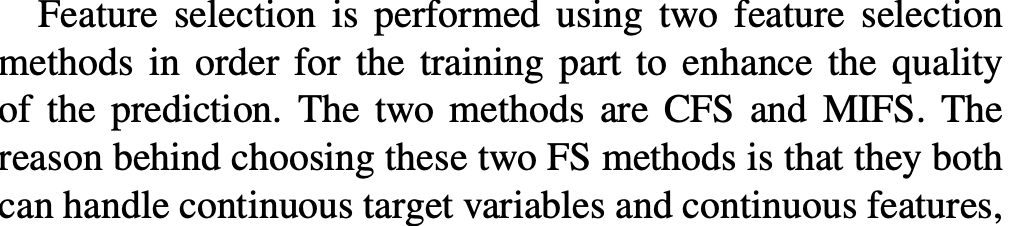 Feature selection is performed using two feature selection
methods in order for the training part to enhance the quality
of the prediction. The two methods are CFS and MIFS. The
reason behind choosing these two FS methods is that they both
can handle continuous target variables and continuous features,